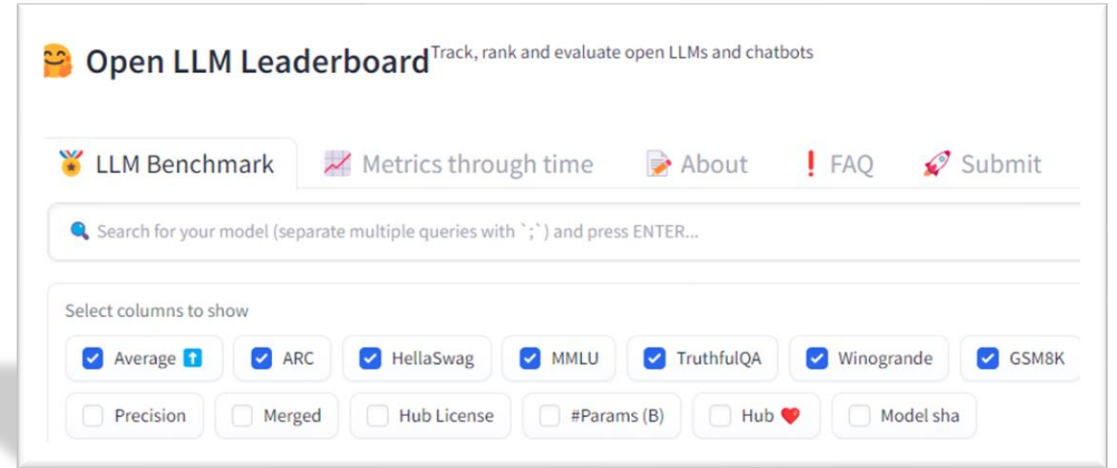 🤗 Open LLM Leaderboard Track, rank and evaluate open LLMs and chatbots
🏅 LLM Benchmark 📈 Metrics through time 📝 About ❗ FAQ 🚀 Submit
🔍 Search for your model (separate multiple queries with `;`) and press ENTER...
Select columns to show
Average ⬆️ ARC HellaSwag MMLU TruthfulQA Winogrande GSM8K
Precision Merged Hub License #Params (B) Hub ❤️ Model sha